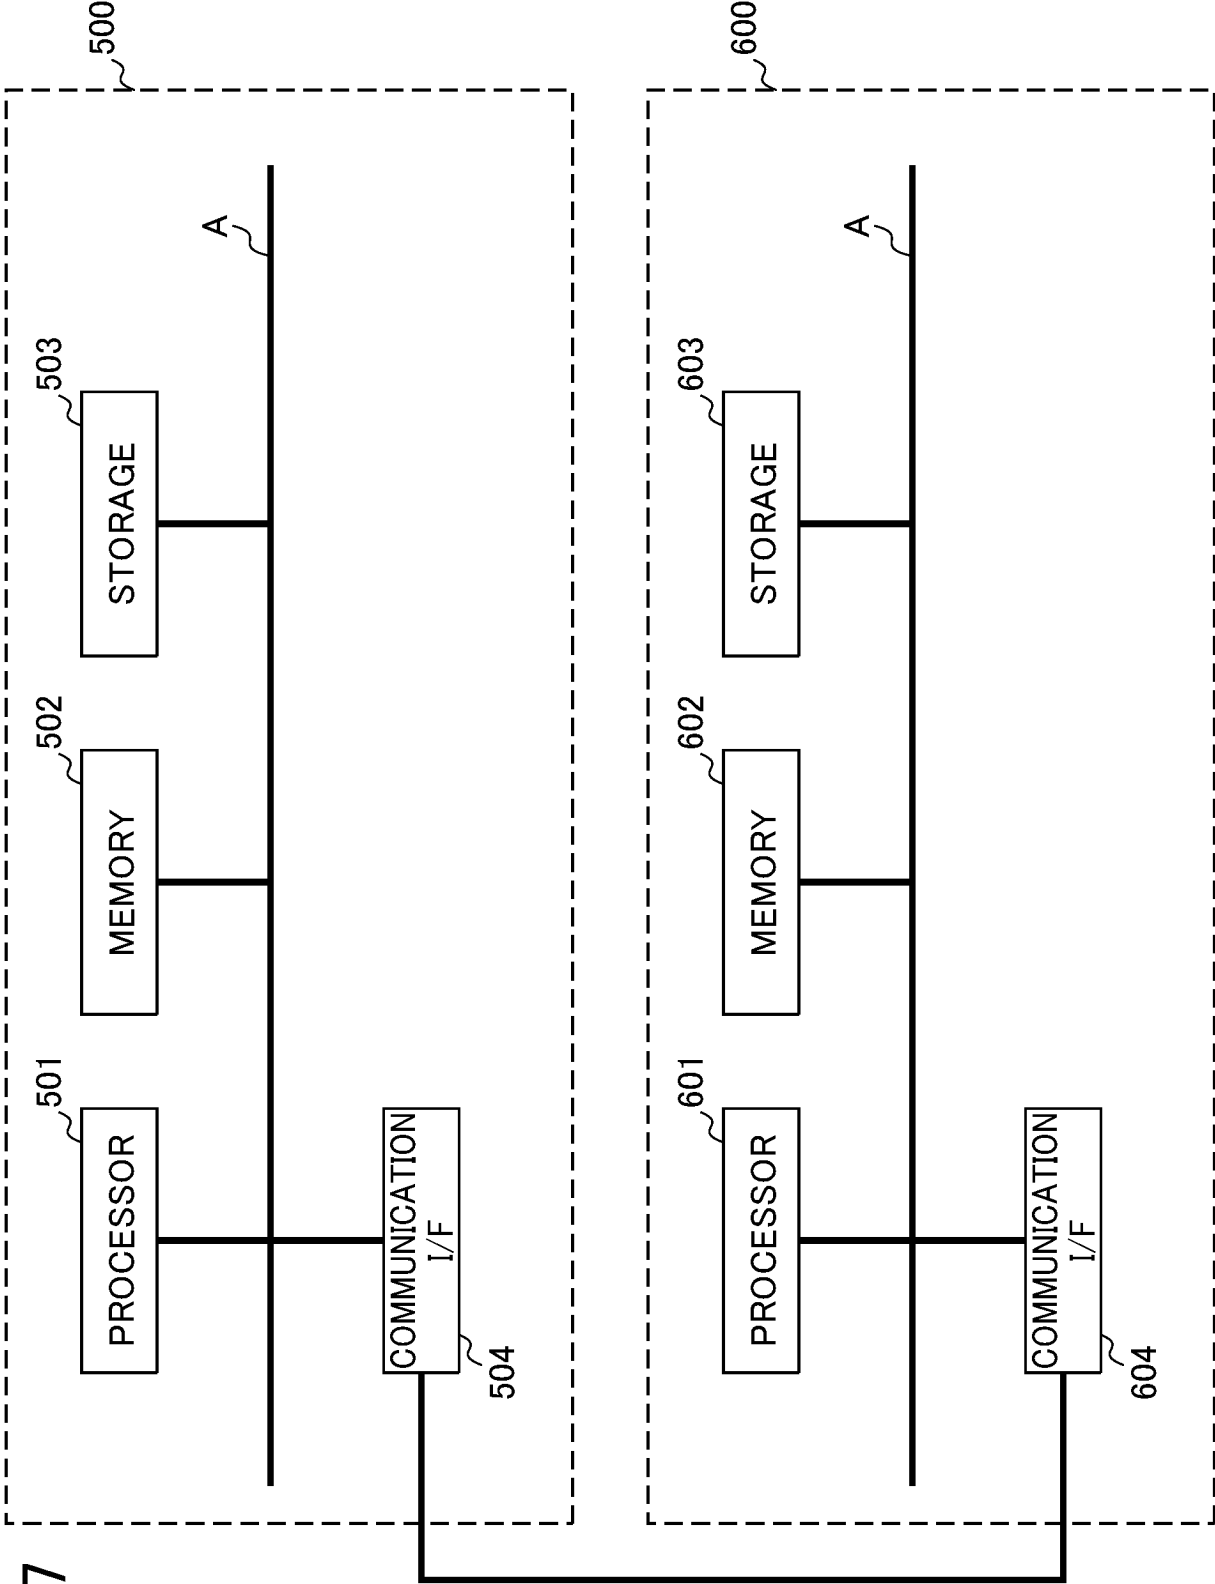 7
500
501
PROCESSOR
502
MEMORY
503
STORAGE
A
COMMUNICATION
I/F
504
600
601
PROCESSOR
602
MEMORY
603
STORAGE
A
COMMUNICATION
I/F
604